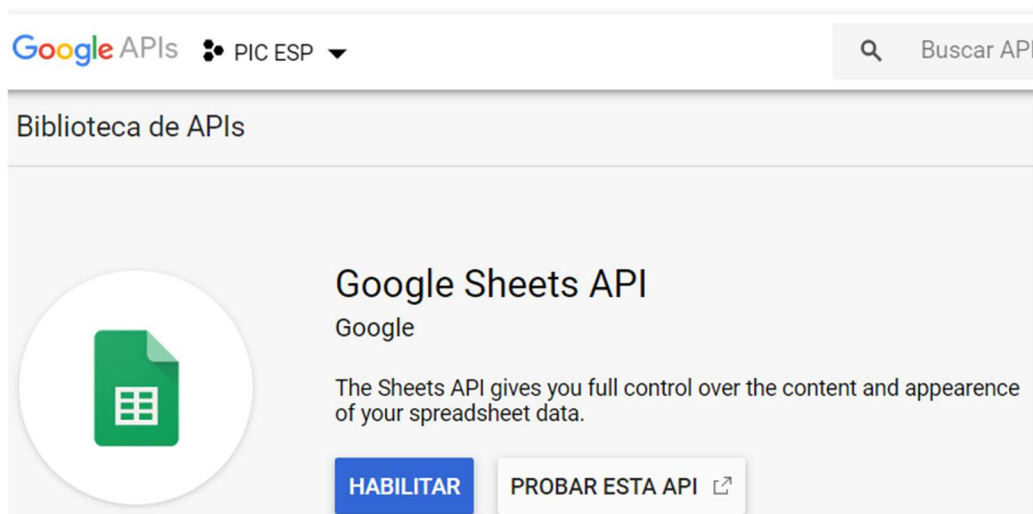 Google APIs PIC ESP Buscar API
Biblioteca de APIs
Google Sheets API
Google
The Sheets API gives you full control over the content and appearence
of your spreadsheet data.
HABILITAR PROBAR ESTA API